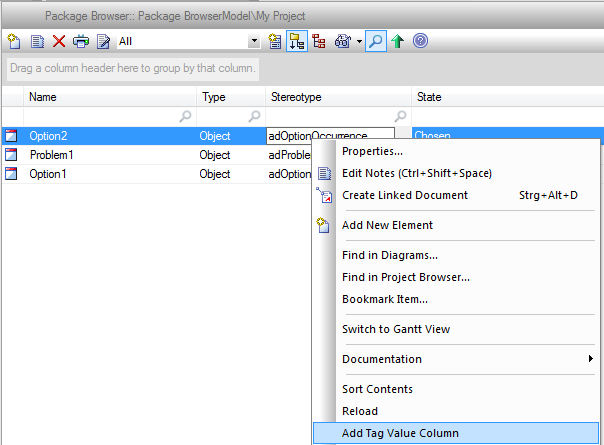 Package Browser:: Package BrowserModel\My Project
All
Drag a column header here to group by that column.
Name Type Stereotype State
Option2 Object adOptionOccurrence Chosen
Problem1 Object adProble
Option1 Object adOption
Properties...
Edit Notes (Ctrl+Shift+Space)
Create Linked Document Strg+Alt+D
Add New Element
Find in Diagrams...
Find in Project Browser...
Bookmark Item...
Switch to Gantt View
Documentation
Sort Contents
Reload
Add Tag Value Column